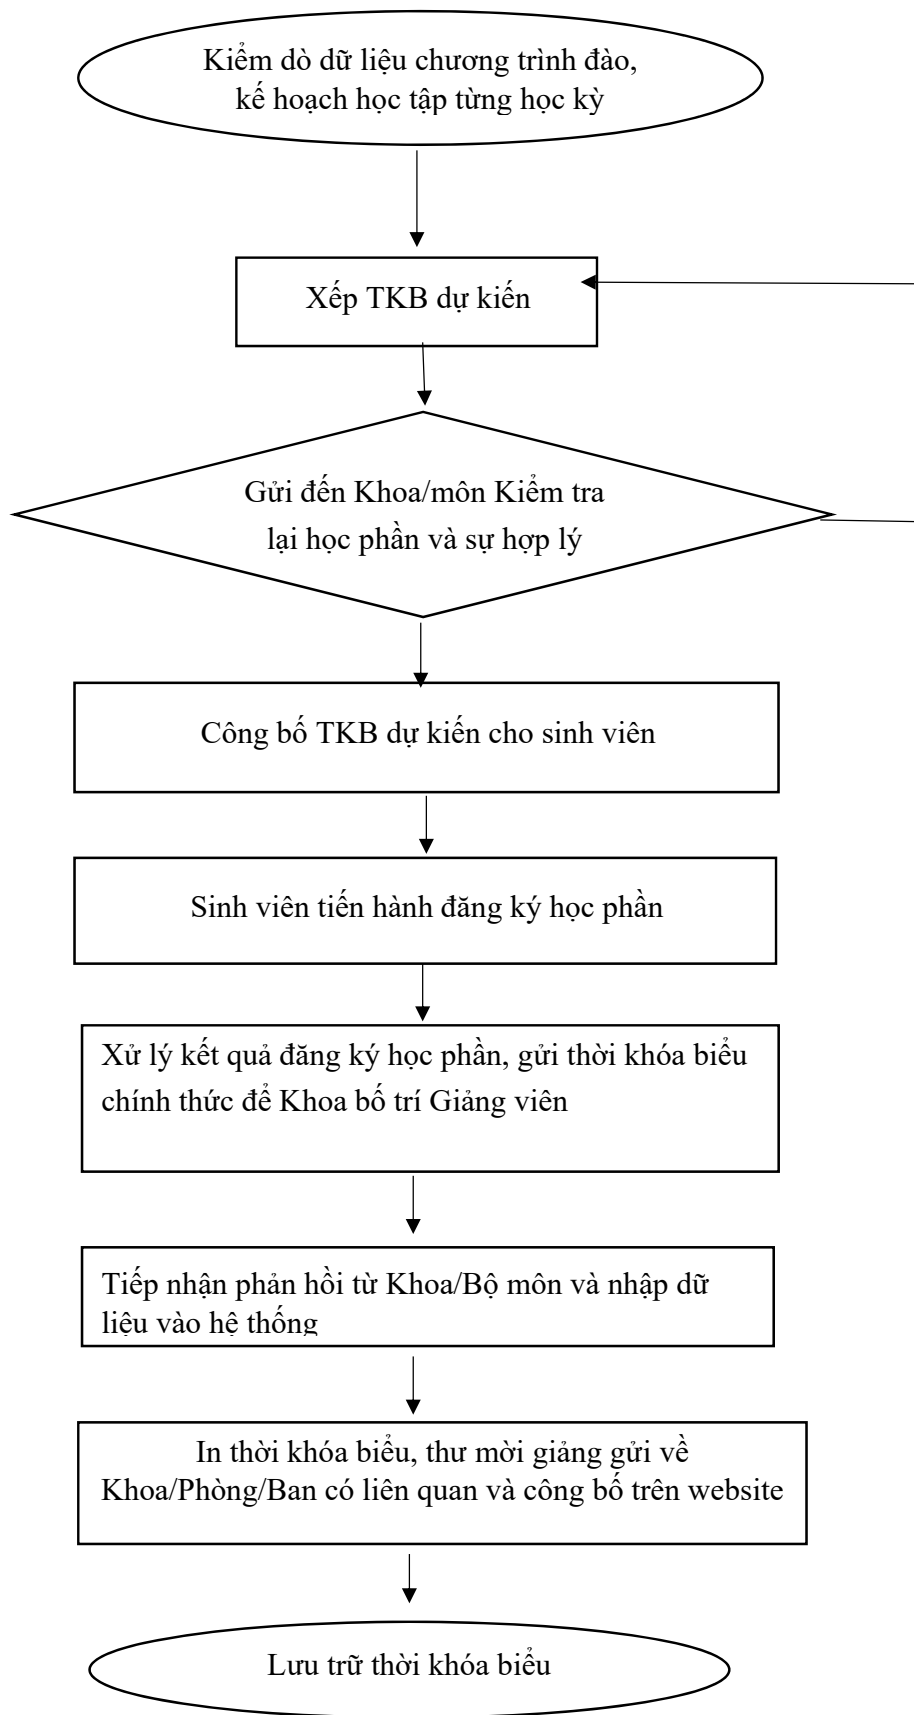 Kiểm dò dữ liệu chương trình đào,
kế hoạch học tập từng học kỳ
Xếp TKB dự kiến
Gửi đến Khoa/môn Kiểm tra
lại học phần và sự hợp lý
Công bố TKB dự kiến cho sinh viên
Sinh viên tiến hành đăng ký học phần
Xử lý kết quả đăng ký học phần, gửi thời khóa biểu
chính thức để Khoa bố trí Giảng viên
Tiếp nhận phản hồi từ Khoa/Bộ môn và nhập dữ
liệu vào hệ thống
In thời khóa biểu, thư mời giảng gửi về
Khoa/Phòng/Ban có liên quan và công bố trên website
Lưu trữ thời khóa biểu